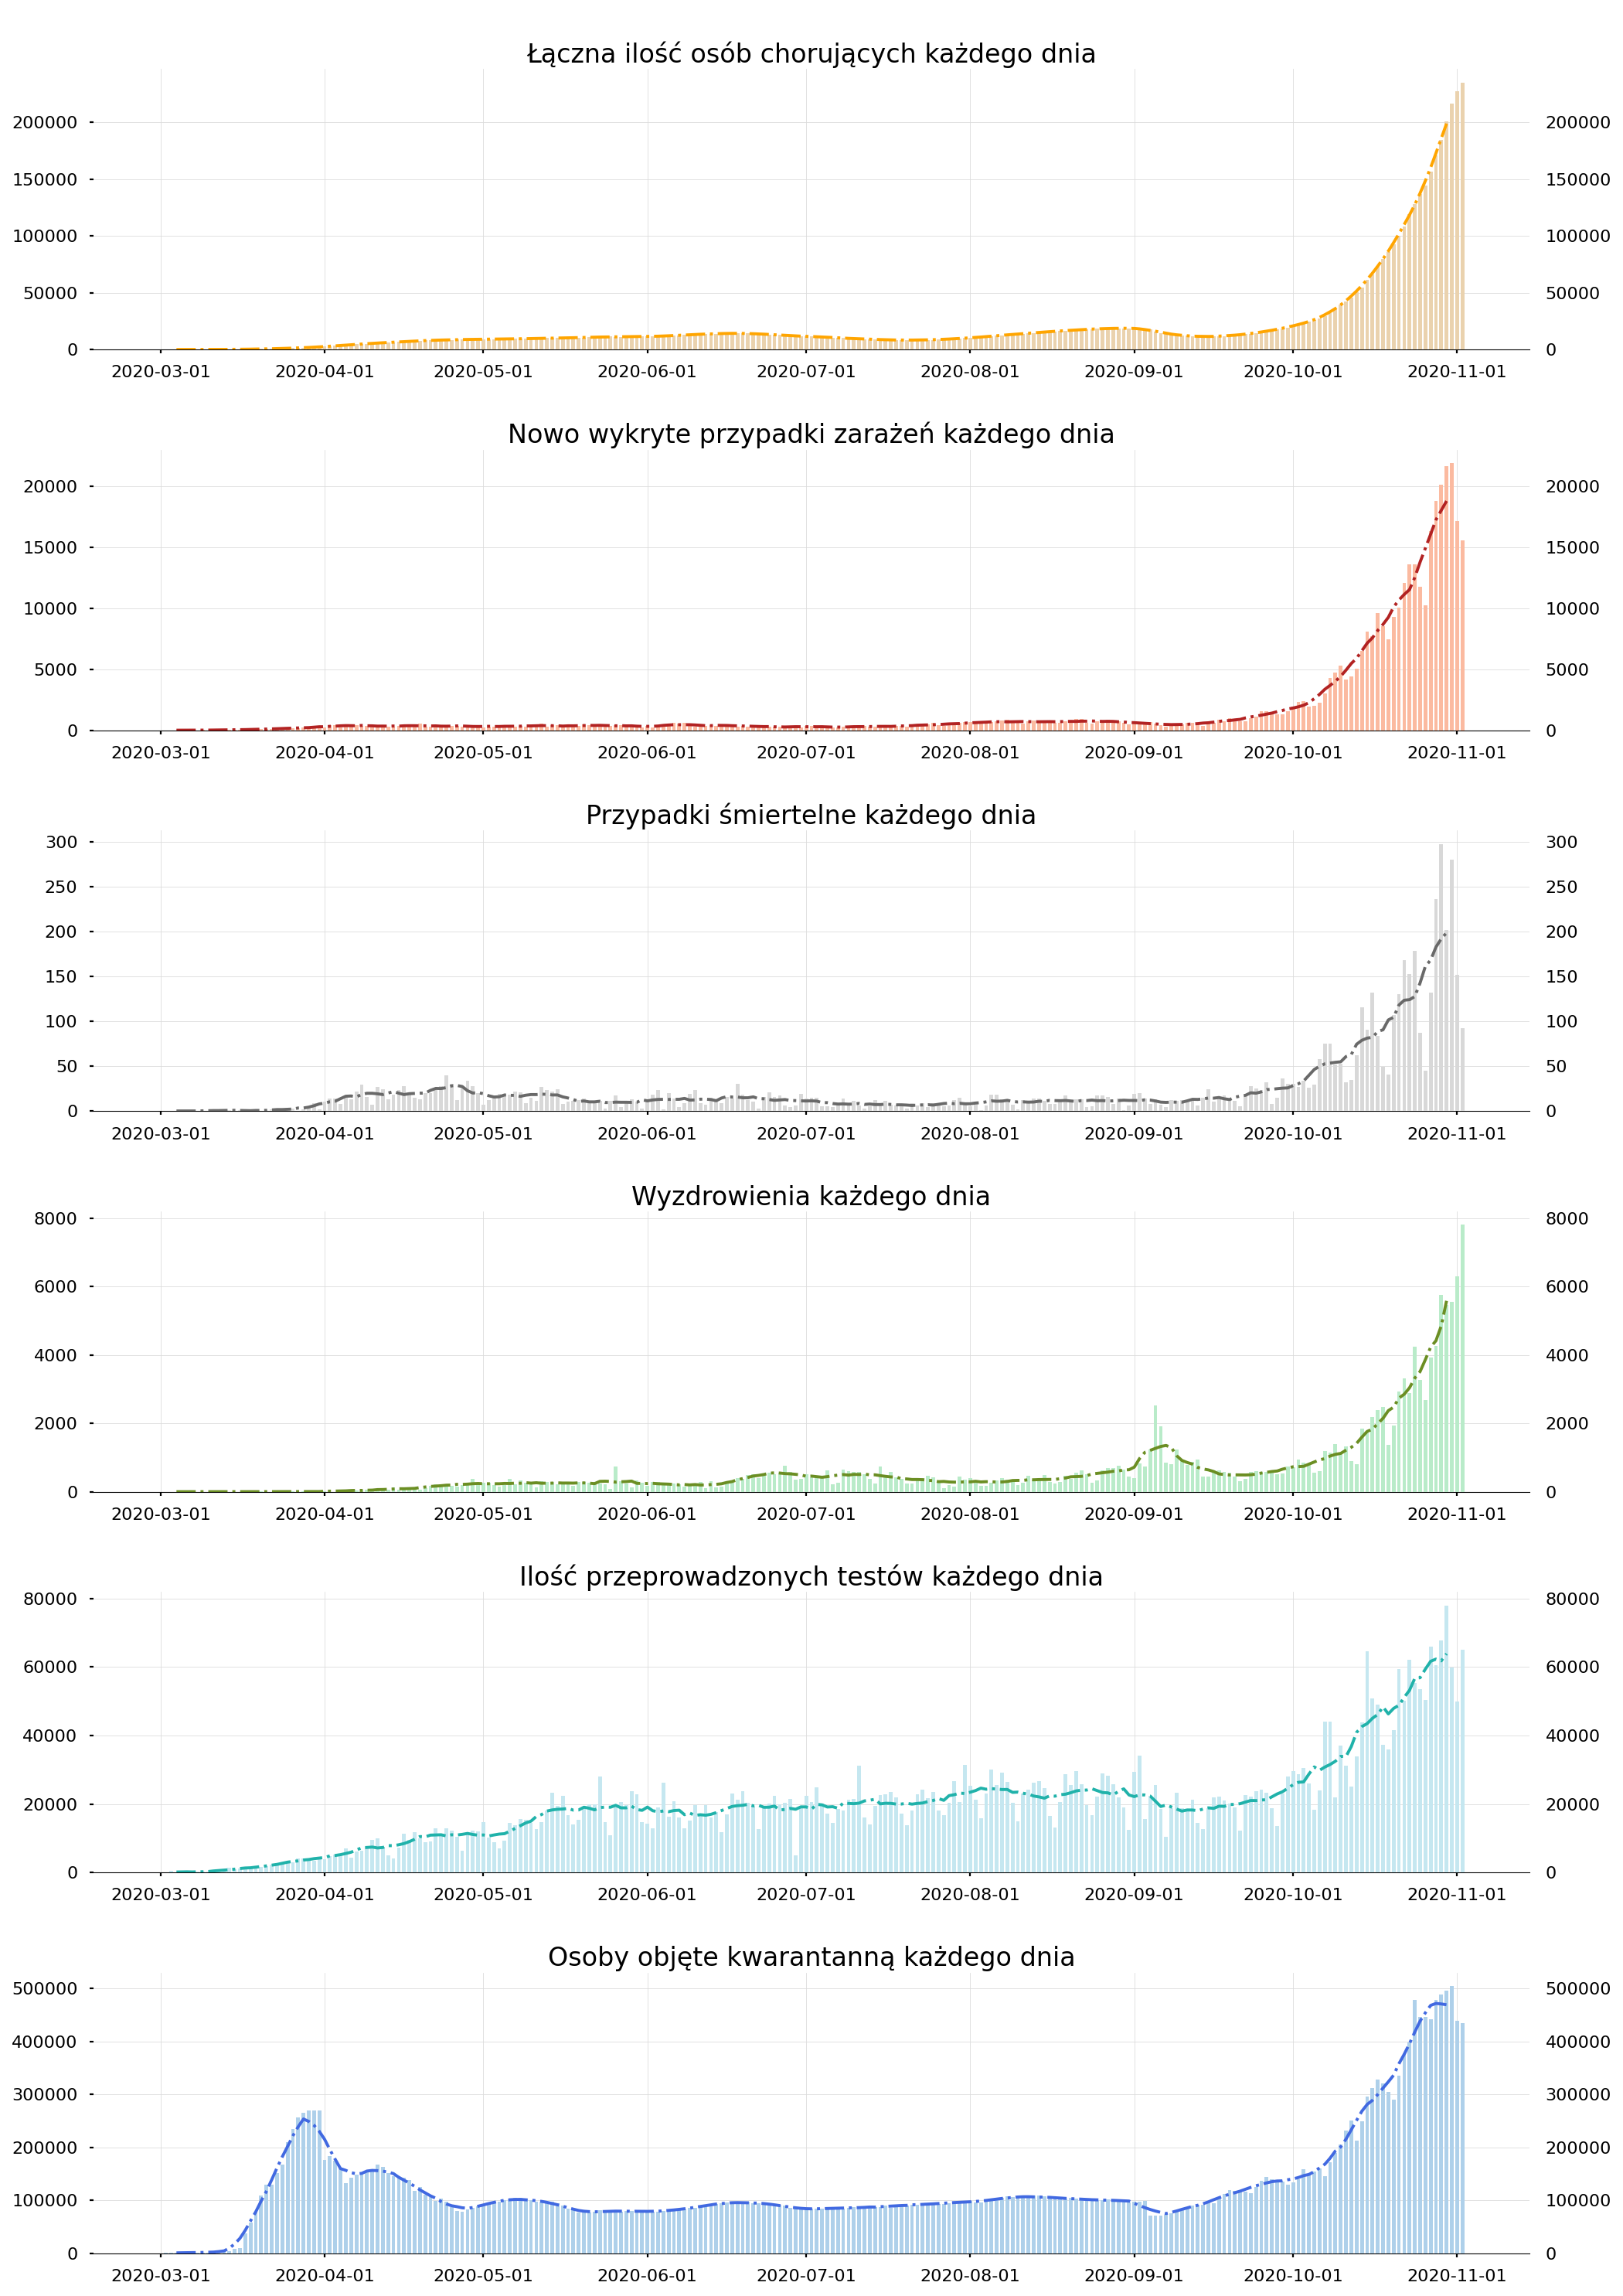 Łączna ilość osób chorujących każdego dnia
200000 200000
150000 150000
100000 100000
50000 50000
0 0
2020-03-01 2020-04-01 2020-05-01 2020-06-01 2020-07-01 2020-08-01 2020-09-01 2020-10-01 2020-11-01
Nowo wykryte przypadki zarażeń każdego dnia
20000 20000
15000 15000
10000 10000
5000 5000
0 0
2020-03-01 2020-04-01 2020-05-01 2020-06-01 2020-07-01 2020-08-01 2020-09-01 2020-10-01 2020-11-01
Przypadki śmiertelne każdego dnia
300 300
250 250
200 200
150 150
100 100
50 50
0 0
2020-03-01 2020-04-01 2020-05-01 2020-06-01 2020-07-01 2020-08-01 2020-09-01 2020-10-01 2020-11-01
Wyzdrowienia każdego dnia
8000 8000
6000 6000
4000 4000
2000 2000
0 0
2020-03-01 2020-04-01 2020-05-01 2020-06-01 2020-07-01 2020-08-01 2020-09-01 2020-10-01 2020-11-01
Ilość przeprowadzonych testów każdego dnia
80000 80000
60000 60000
40000 40000
20000 20000
0 0
2020-03-01 2020-04-01 2020-05-01 2020-06-01 2020-07-01 2020-08-01 2020-09-01 2020-10-01 2020-11-01
Osoby objęte kwarantanną każdego dnia
500000 500000
400000 400000
300000 300000
200000 200000
100000 100000
0 0
2020-03-01 2020-04-01 2020-05-01 2020-06-01 2020-07-01 2020-08-01 2020-09-01 2020-10-01 2020-11-01